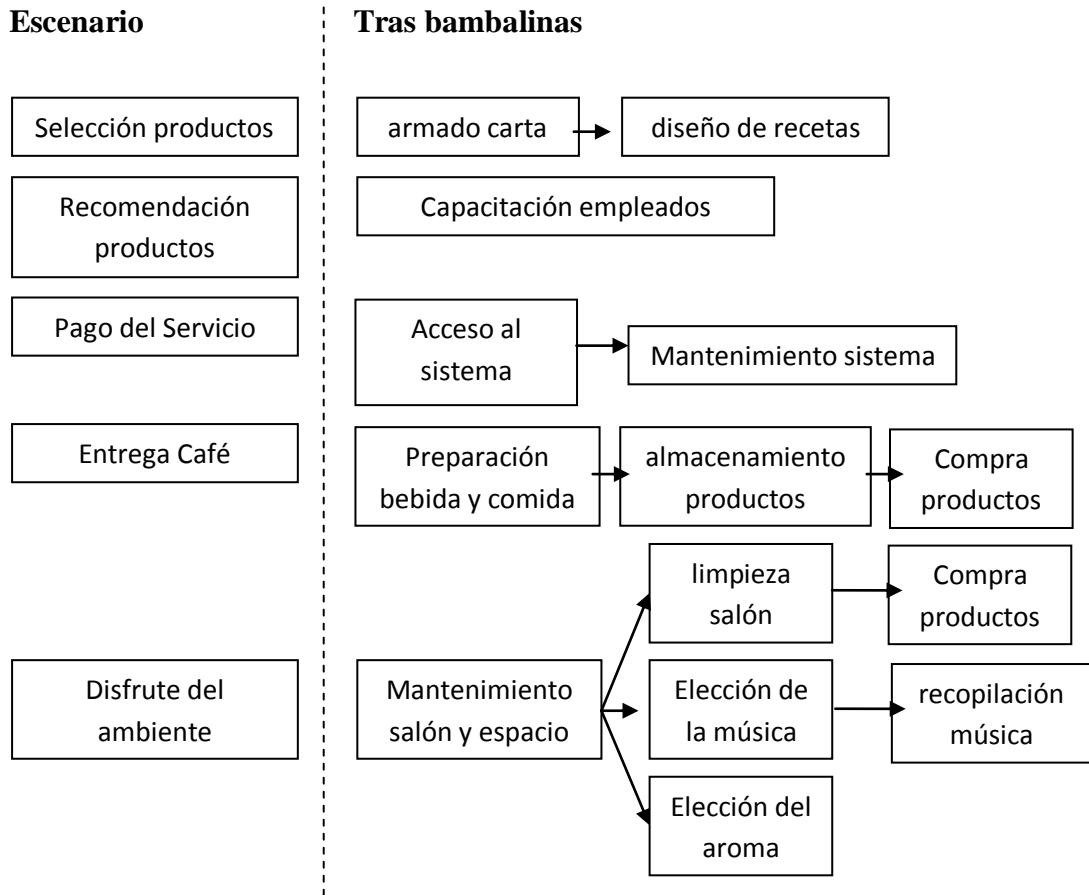 Escenario
Tras bambalinas
Selección productos
armado carta
diseño de recetas
Recomendación
productos
Capacitación empleados
Pago del Servicio
Acceso al
sistema
Mantenimiento sistema
Entrega Café
Preparación
bebida y comida
almacenamiento
productos
Compra
productos
limpieza
salón
Compra
productos
Disfrute del
ambiente
Mantenimiento
salón y espacio
Elección de
la música
recopilación
música
Elección del
aroma